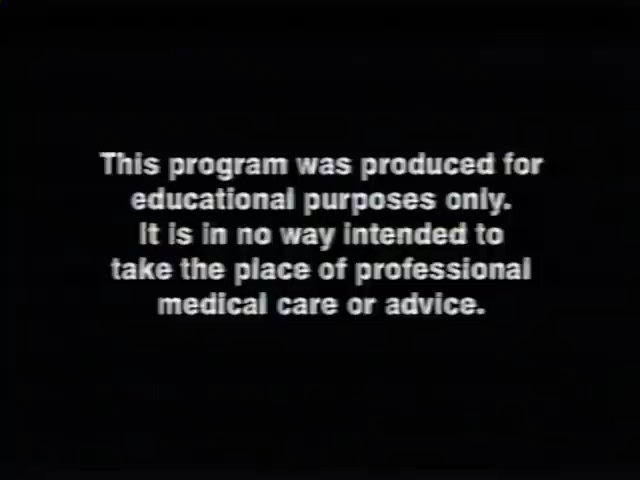 This program was produced for
educational purposes only.
It is in no way intended to
take the place of professional
medical care or advice.